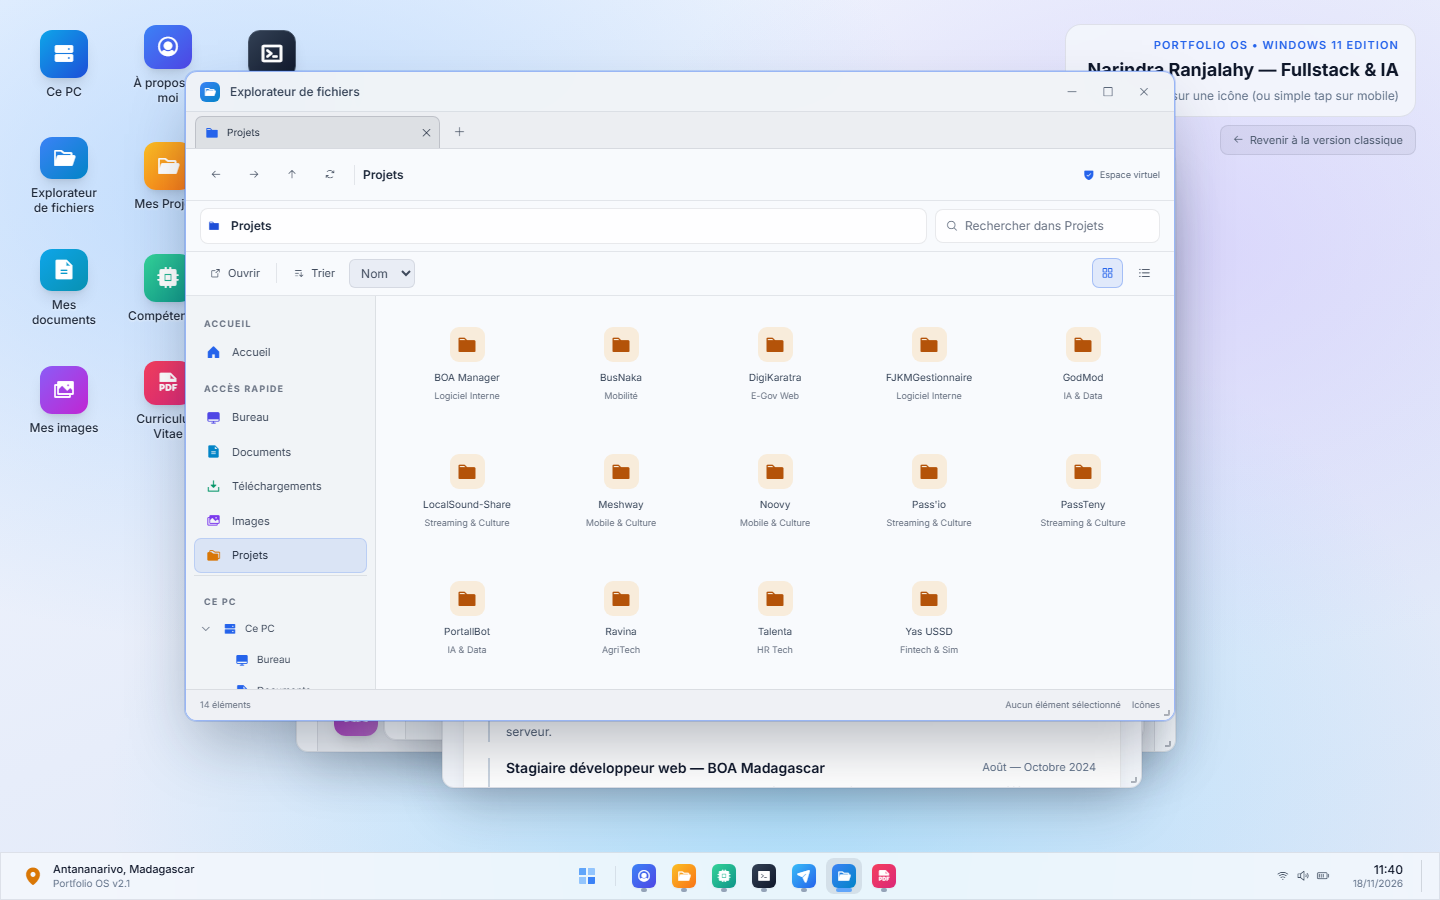 Ce PC
À propos
moi
Explorateur
de fichiers
Mes
Mes
documents
Mes images
Curriculu
Vitae
PORTFOLIO OS • WINDOWS 11 EDITION
Narindra Ranjalahy — Fullstack & IA
sur une icône (ou simple tap sur mobile)
Revenir à la version classique
Explorateur de fichiers
Projets
Projets
Espace virtuel
Projets
Rechercher dans Projets
Ouvrir
Trier
Nom
ACCUEIL
Accueil
ACCÈS RAPIDE
Bureau
Documents
Téléchargements
Images
Projets
CE PC
Ce PC
Bureau
Documents
BOA Manager
Logiciel Interne
BusNaka
Mobilité
DigiKaratra
E-Gov Web
FJKMGestionnaire
Logiciel Interne
GodMod
IA & Data
LocalSound-Share
Streaming & Culture
Meshway
Mobile & Culture
Noovy
Mobile & Culture
Pass'io
Streaming & Culture
PassTeny
Streaming & Culture
PortallBot
IA & Data
Ravina
AgriTech
Talenta
HR Tech
Yas USSD
Fintech & Sim
14 éléments
Aucun élément sélectionné
Icônes
serveur.
Stagiaire développeur web — BOA Madagascar
Août — Octobre 2024
Antananarivo, Madagascar
Portfolio OS v2.1
PDF
PDF
11:40
18/11/2026